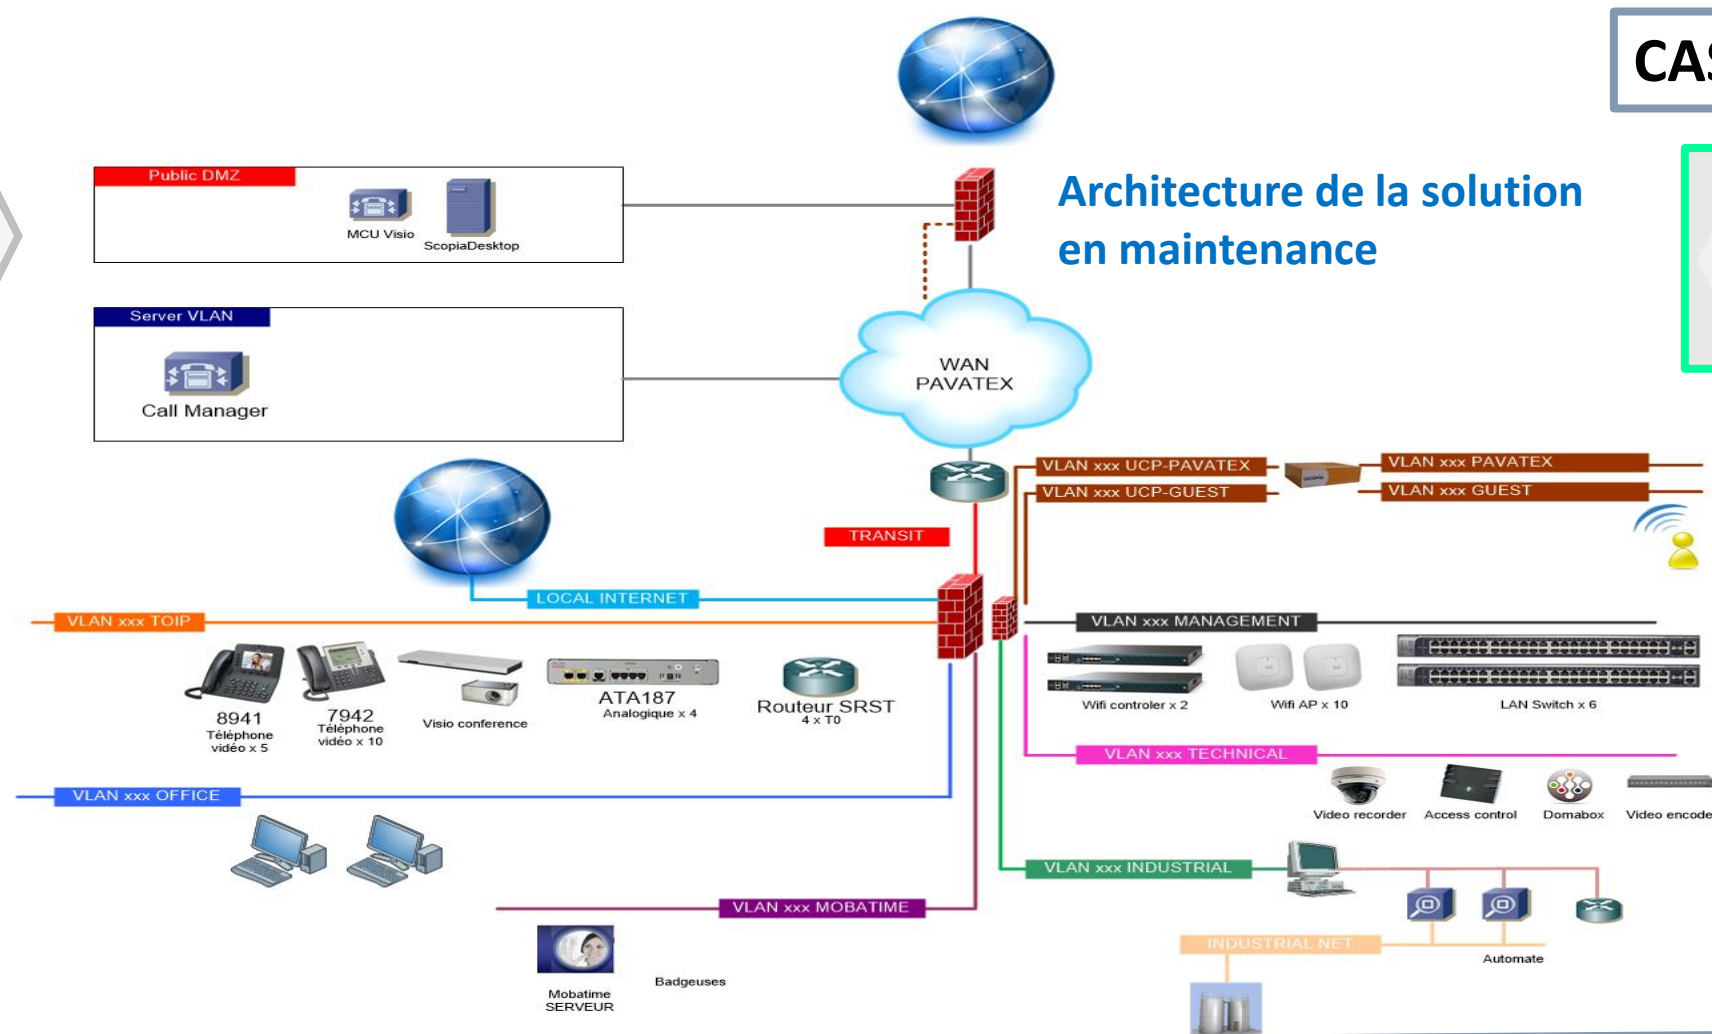 CAS
Public DMZ
MCU Visio
ScopiaDesktop
Architecture de la solution
en maintenance
Server VLAN
Call Manager
WAN
PAVATEX
VLAN xxx UCP-PAVATEX
VLAN xxx PAVATEX
VLAN xxx UCP-GUEST
VLAN xxx GUEST
TRANSIT
LOCAL INTERNET
VLAN xxx TOIP
VLAN xxx MANAGEMENT
8941
Téléphone
vidéo x 5
7942
Téléphone
vidéo x 10
Visio conference
ATA187
Analogique x 4
Routeur SRST
4 x T0
Wifi controler x 2
Wifi AP x 10
LAN Switch x 6
VLAN xxx TECHNICAL
Video recorder
Access control
Domabox
Video encode
VLAN xxx OFFICE
VLAN xxx INDUSTRIAL
VLAN xxx MOBATIME
INDUSTRIAL NET
Automate
Mobatime
SERVEUR
Badgeuses